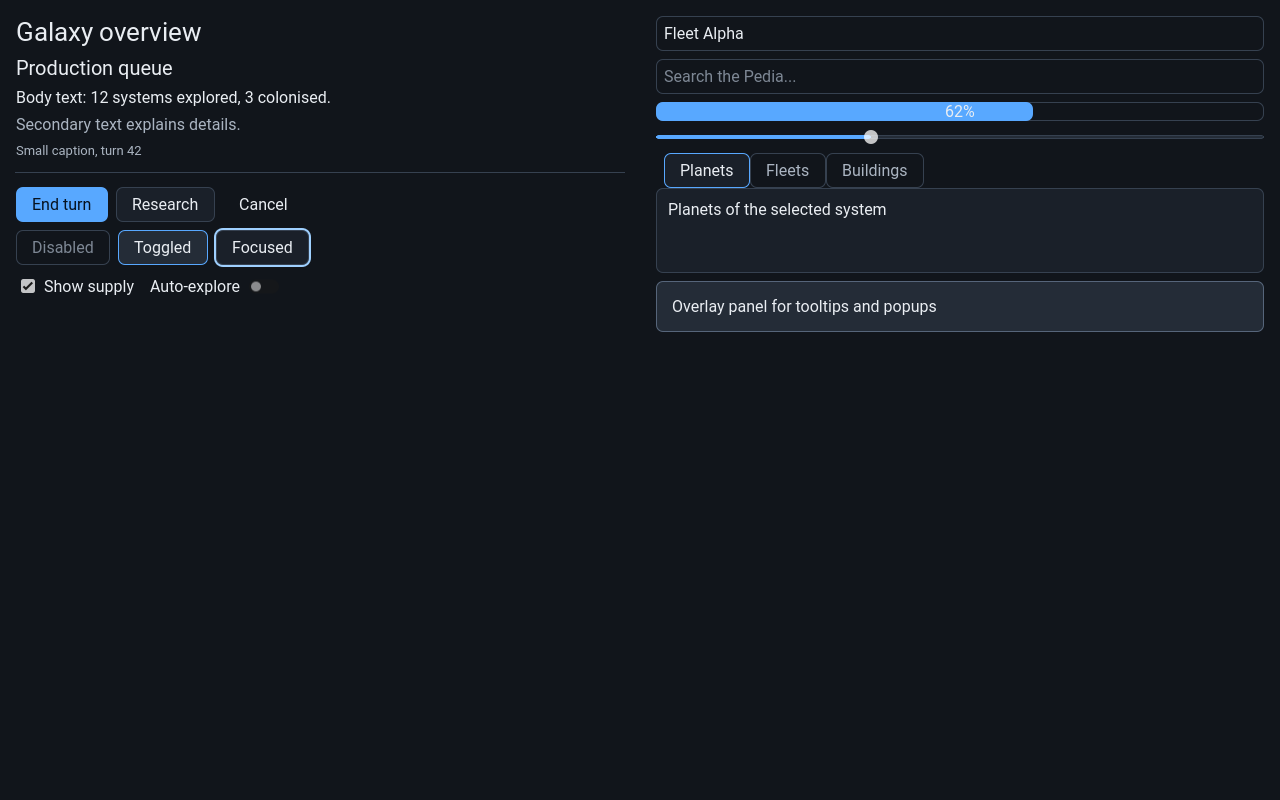 Galaxy overview
Production queue
Body text: 12 systems explored, 3 colonised.
Secondary text explains details.
Small caption, turn 42
End turn
Research
Cancel
Disabled
Toggled
Focused
Show supply
Auto-explore
Fleet Alpha
Search the Pedia...
62%
Planets
Fleets
Buildings
Planets of the selected system
Overlay panel for tooltips and popups